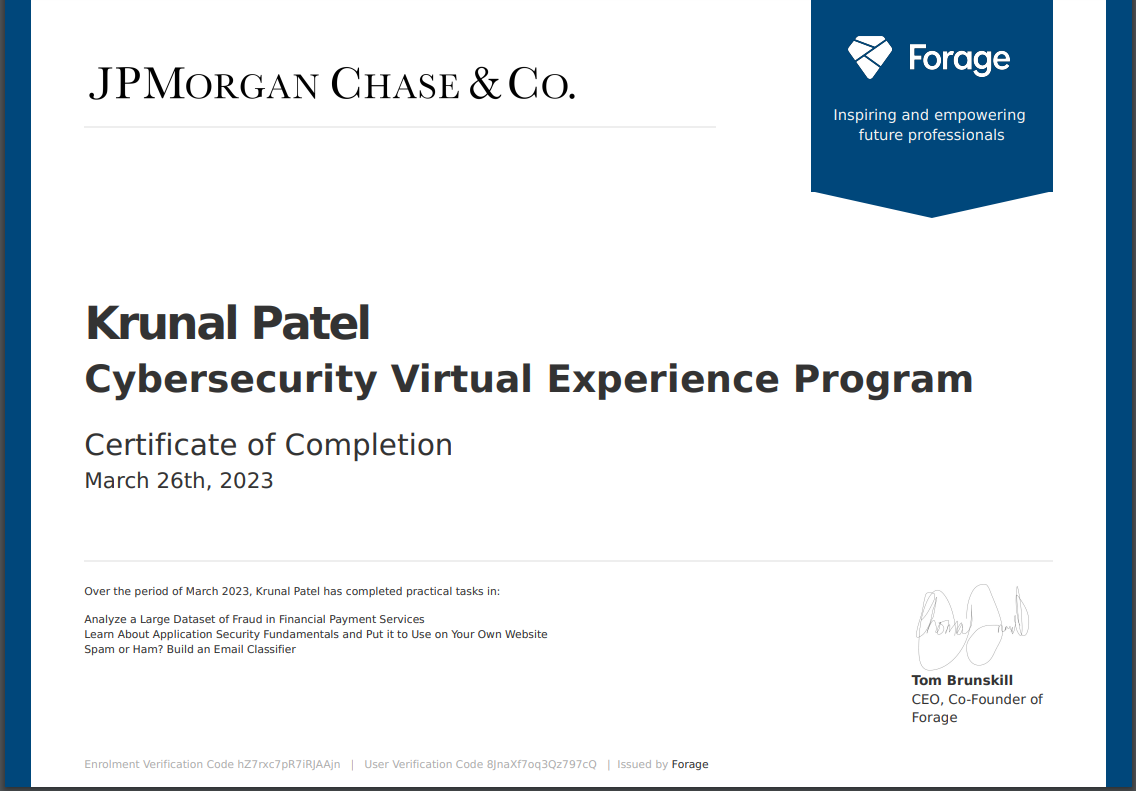 JPMORGAN CHASE & CO.
Forage
Inspiring and empowering
future professionals
Krunal Patel
Cybersecurity Virtual Experience Program
Certificate of Completion
March 26th, 2023
Over the period of March 2023, Krunal Patel has completed practical tasks in:
Analyze a Large Dataset of Fraud in Financial Payment Services
Learn About Application Security Fundamentals and Put it to Use on Your Own Website
Spam or Ham? Build an Email Classifier
Tom Brunskill
CEO, Co-Founder of
Forage
Enrolment Verification Code hZ7rxc7pR7iRJAAjn | User Verification Code 8JnaXf7oq3Qz797cQ | Issued by Forage